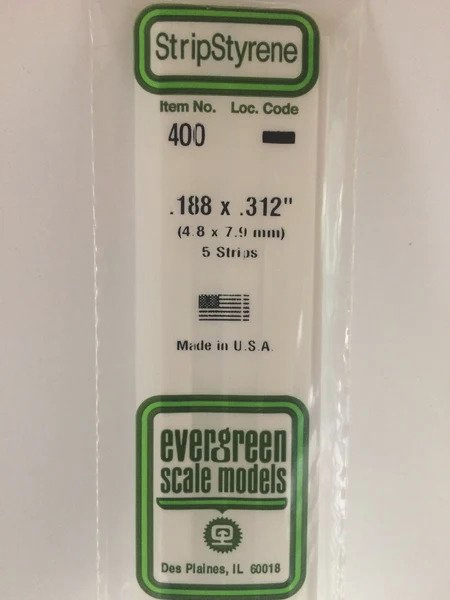 StripStyrene
Item No. Loc. Code
400
.188 x .312"
(4.8 x 7.9 mm)
5 Strips
Made in U.S.A.
evergreen
scale models
Des Plaines, IL 60018